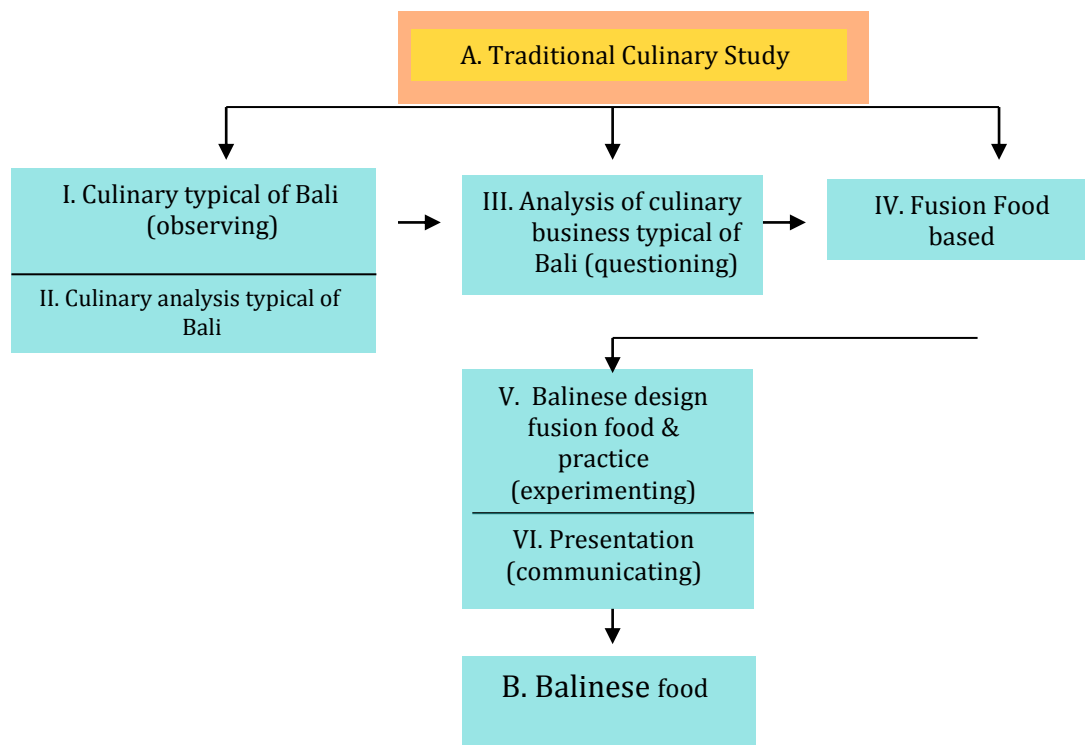 A. Traditional Culinary Study
I. Culinary typical of Bali
(observing)
II. Culinary analysis typical of
Bali
III. Analysis of culinary
business typical of
Bali (questioning)
IV. Fusion Food
based
V. Balinese design
fusion food &
practice
(experimenting)
VI. Presentation
(communicating)
B. Balinese food